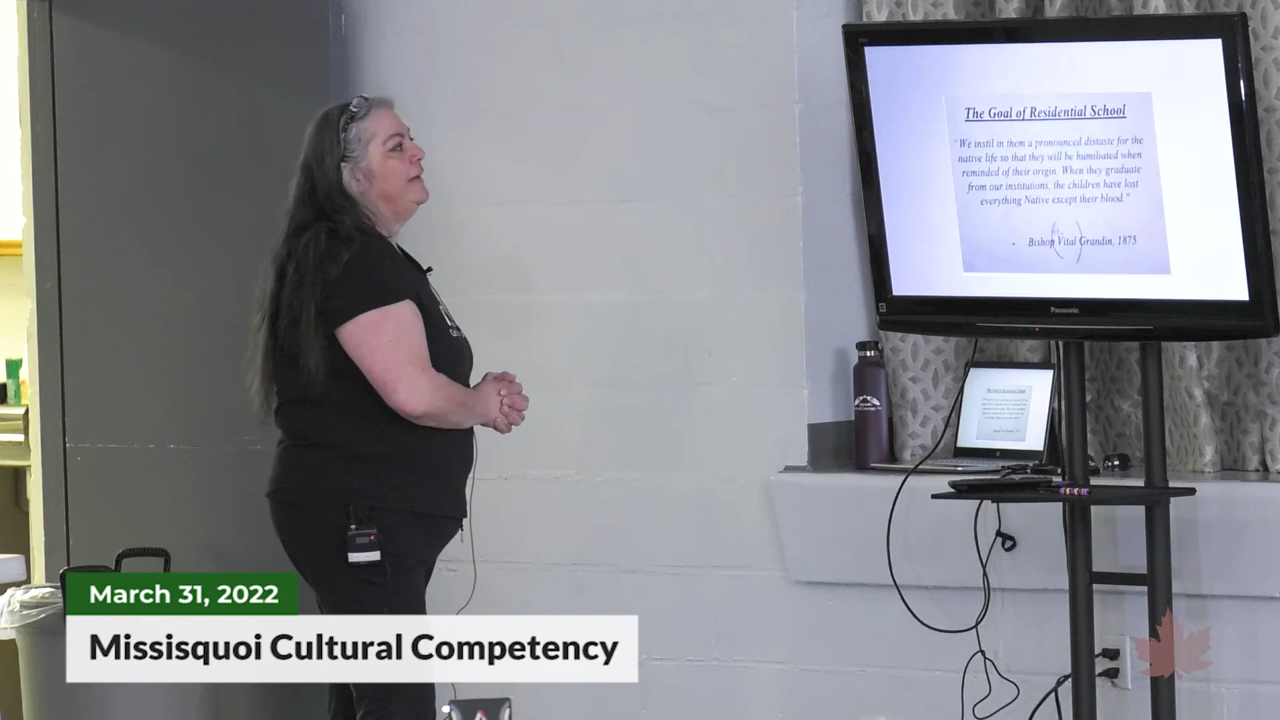 The Goal of Residential School
"We instil in them a pronounced distaste for the
native life so that they will be humiliated when
reminded of their origin. When they graduate
from our institutions, the children have lost
everything Native except their blood."
- Bishop Vital Grandin, 1875
Panasonic
March 31, 2022
Missisquoi Cultural Competency